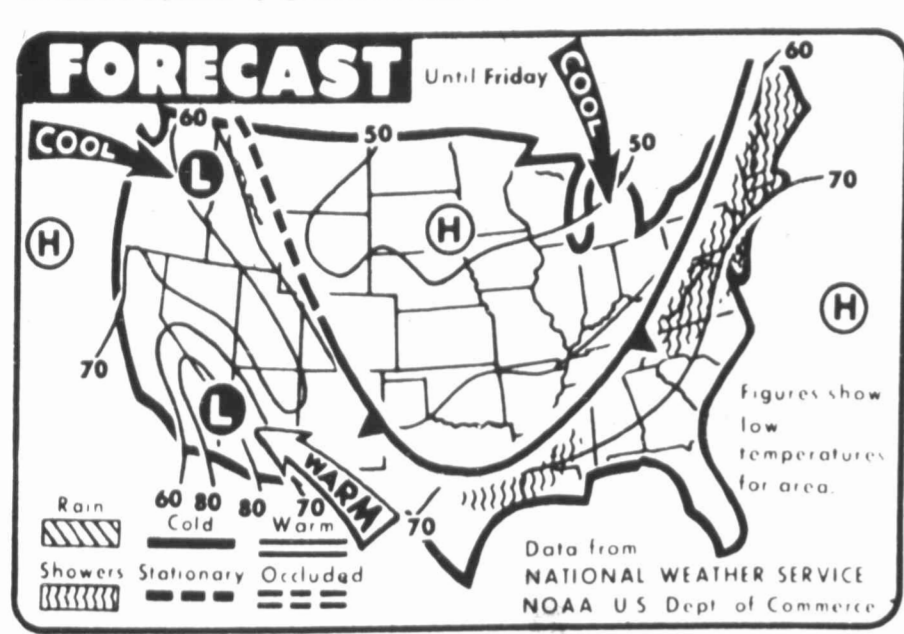 FORECAST
Until Friday
COOL
COOL
60
50
50
60
70
L
H
H
H
70
L
WARM
60 80 80 70
70
Figures show
low
temperatures
for area.
Rain
Cold
Warm
Showers
Stationary
Occluded
Data from
NATIONAL WEATHER SERVICE
NOAA U S Dept of Commerce